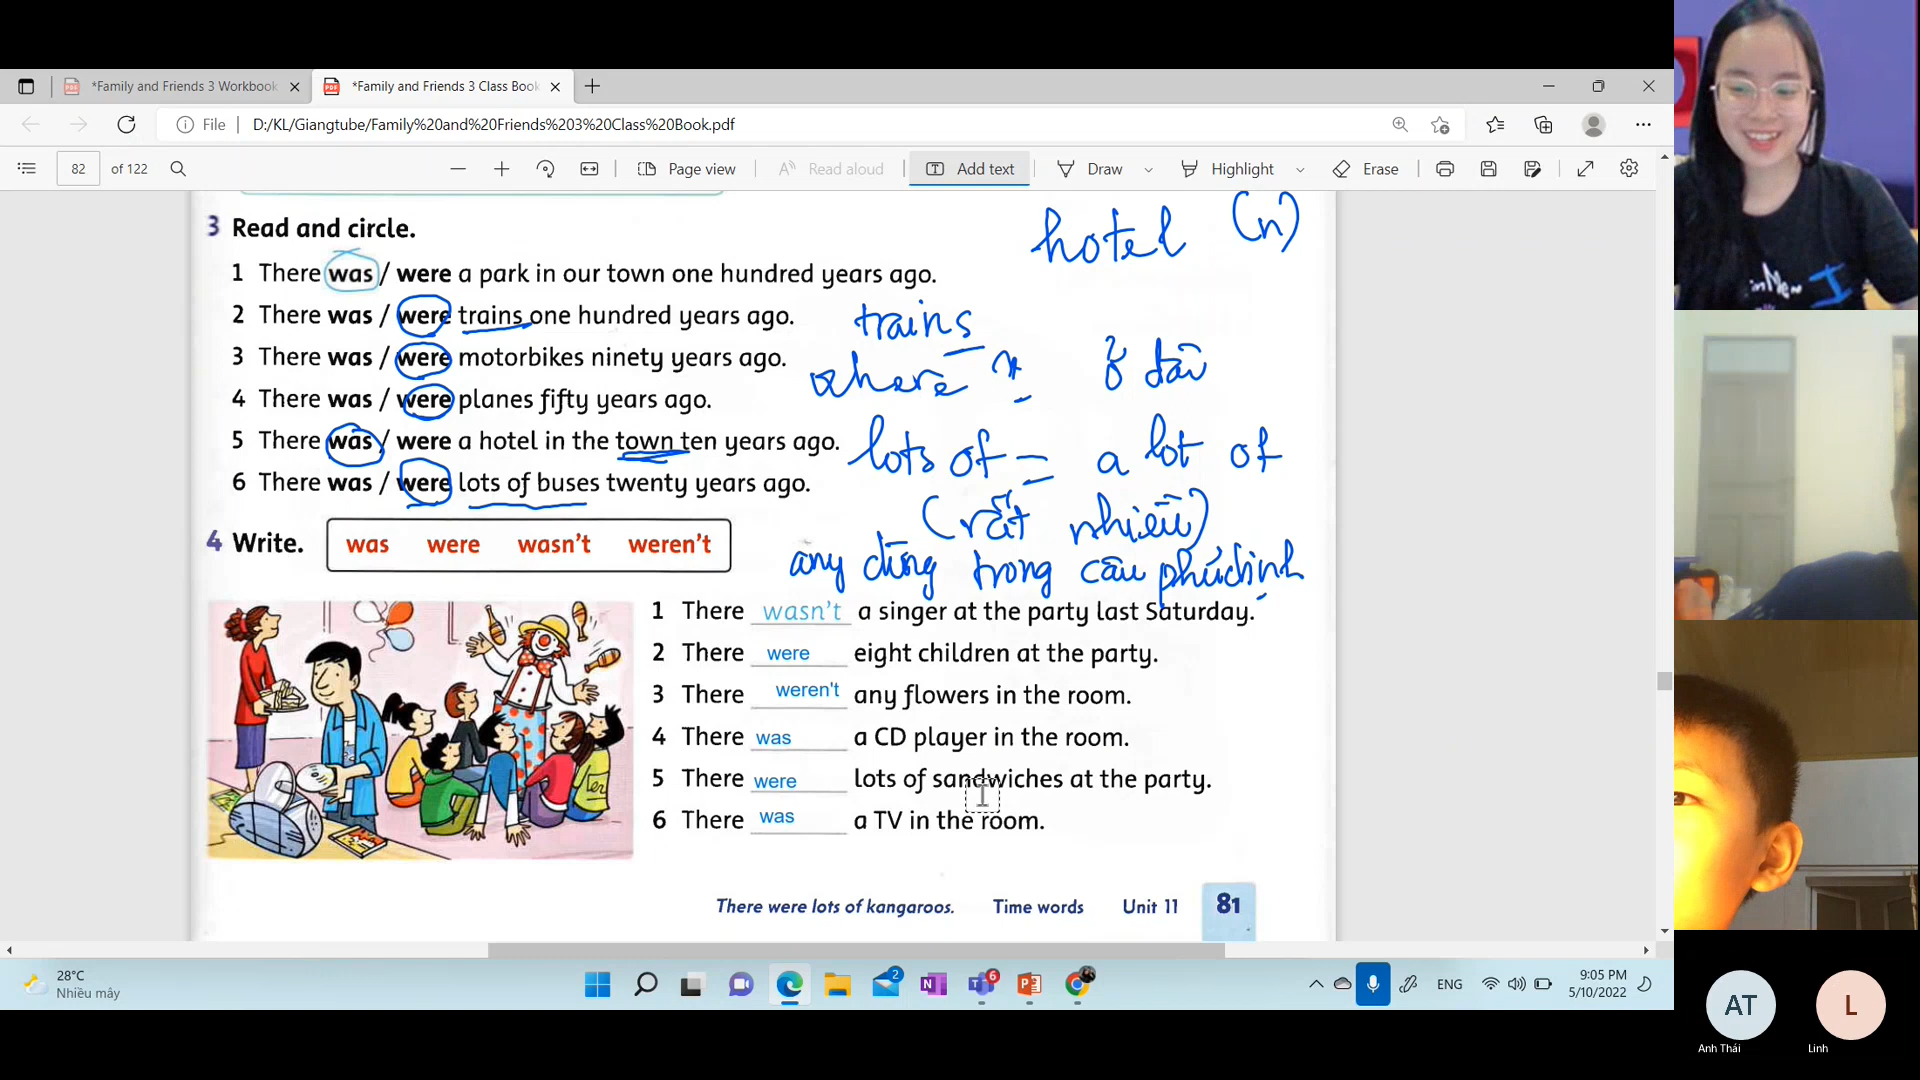 *Family and Friends 3 Workbook
*Family and Friends 3 Class Book
File D:/KL/Giangtube/Family%20and%20Friends%203%20Class%20Book.pdf
82 of 122
Page view
Read aloud
Add text
Draw
Highlight
Erase
3 Read and circle.
1 There was / were a park in our town one hundred years ago.
2 There was / were trains one hundred years ago.
3 There was / were motorbikes ninety years ago.
4 There was / were planes fifty years ago.
5 There was / were a hotel in the town ten years ago.
6 There was / were lots of buses twenty years ago.
hotel (n)
trains
where ở đâu
lots of = a lot of
(rất nhiều)
any dùng trong câu phủ định
4 Write. was were wasn't weren't
1 There wasn't a singer at the party last Saturday.
2 There were eight children at the party.
3 There weren't any flowers in the room.
4 There was a CD player in the room.
5 There were lots of sandwiches at the party.
6 There was a TV in the room.
There were lots of kangaroos. Time words Unit 11 81
28°C
Nhiều mây
2
6
ENG
9:05 PM
5/10/2022
AT
Anh Thái
L
Linh